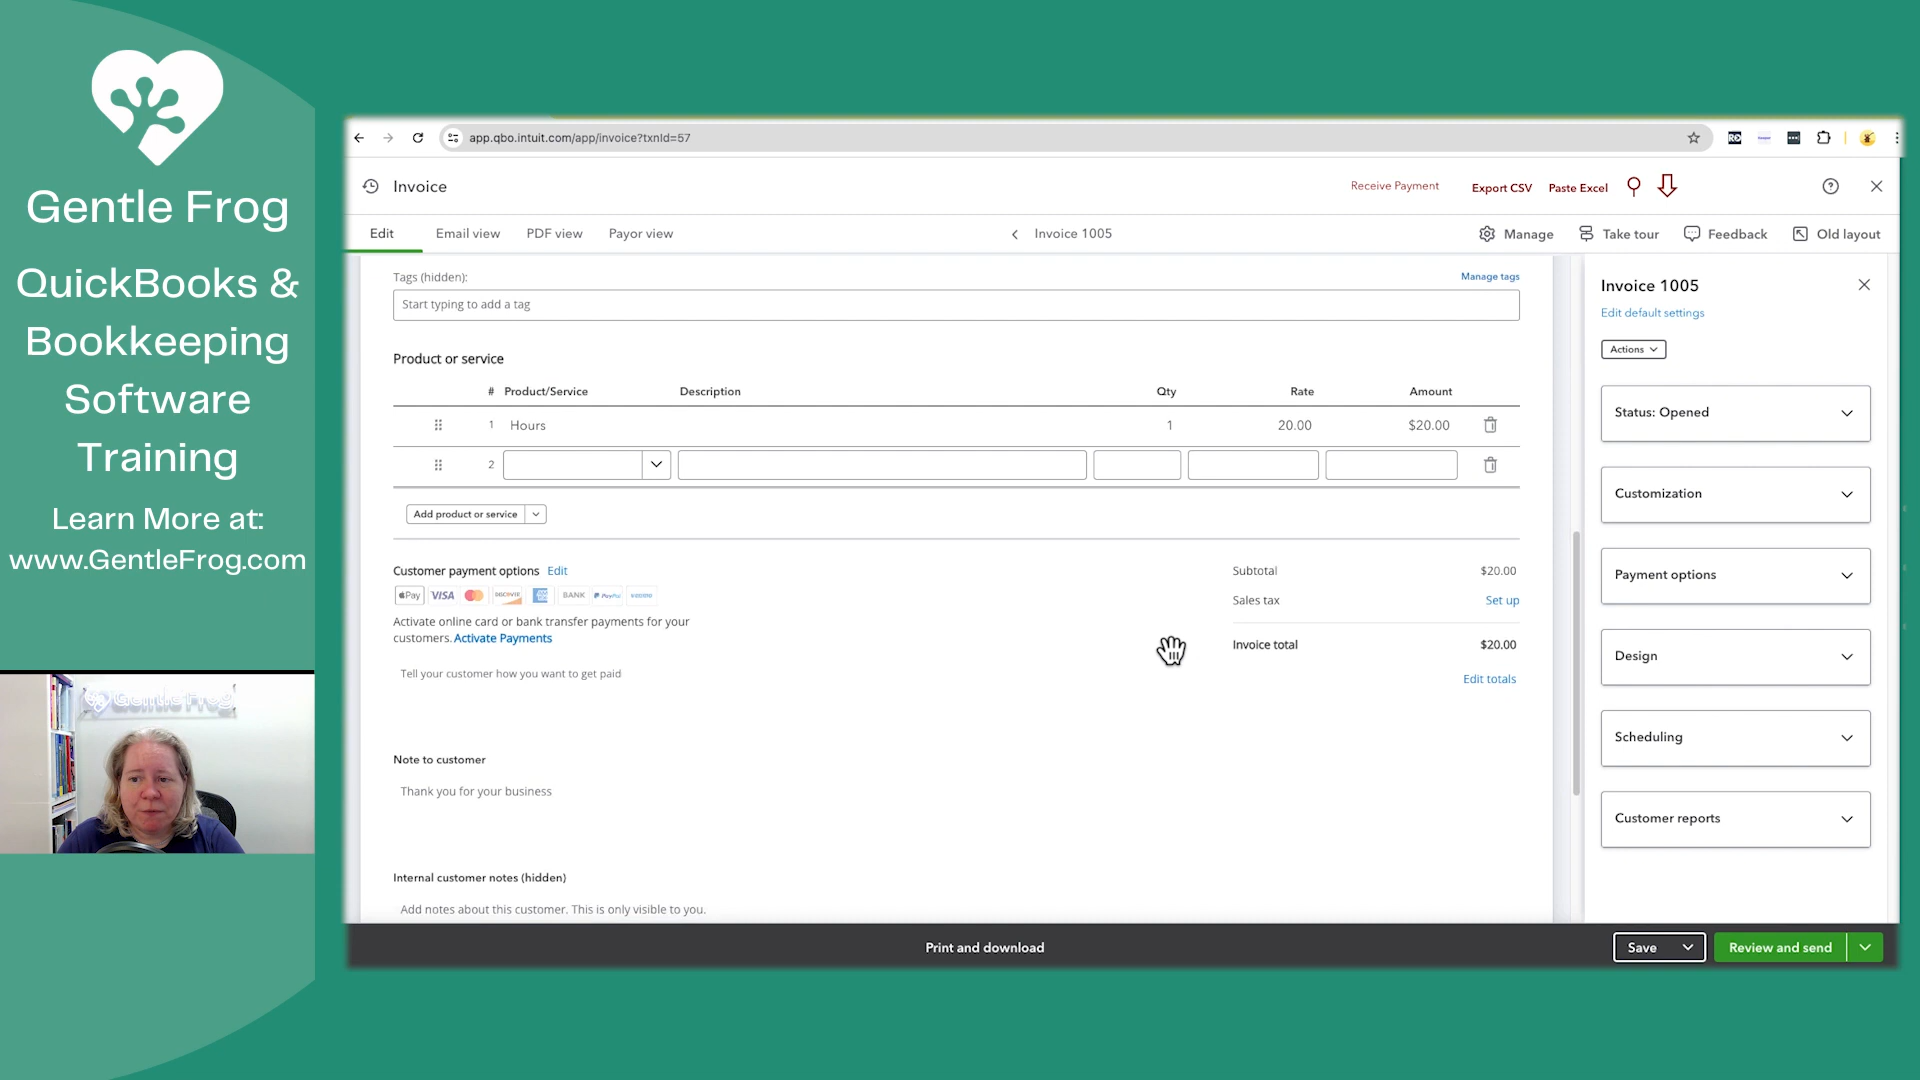 Gentle Frog
QuickBooks &
Bookkeeping
Software
Training
Learn More at:
www.GentleFrog.com
Gentle Frog
app.qbo.intuit.com/app/invoice?txnId=57
Invoice
Receive Payment
Export CSV
Paste Excel
Edit
Email view
PDF view
Payor view
Invoice 1005
Manage
Take tour
Feedback
Old layout
Tags (hidden):
Manage tags
Start typing to add a tag
Product or service
# Product/Service Description Qty Rate Amount
1 Hours 1 20.00 $20.00
2
Add product or service
Customer payment options Edit
Pay VISA DISCOVER BANK PayPal venmo
Activate online card or bank transfer payments for your
customers. Activate Payments
Tell your customer how you want to get paid
Subtotal $20.00
Sales tax Set up
Invoice total $20.00
Edit totals
Note to customer
Thank you for your business
Internal customer notes (hidden)
Add notes about this customer. This is only visible to you.
Invoice 1005
Edit default settings
Actions
Status: Opened
Customization
Payment options
Design
Scheduling
Customer reports
Print and download
Save
Review and send